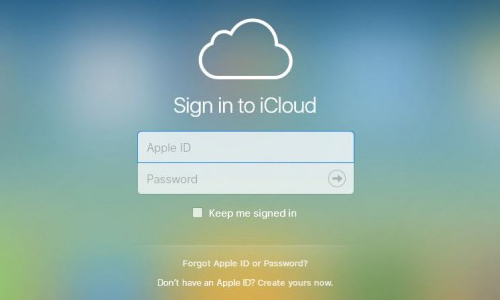 Sign in to iCloud
Apple ID
Password
Keep me signed in
Forgot Apple ID or Password?
Don't have an Apple ID? Create yours now.